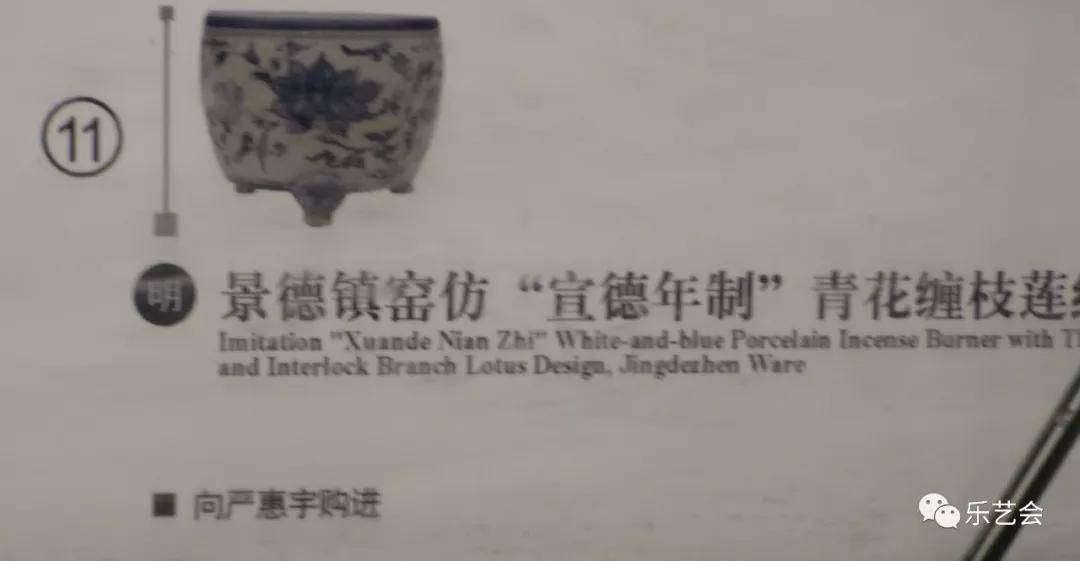 11
明 景德镇窑仿“宣德年制”青花缠枝莲
Imitation "Xuande Nian Zhi" White-and-blue Porcelain Incense Burner with
and Interlock Branch Lotus Design, Jingdezhen Ware
■ 向严惠宇购进
乐艺会